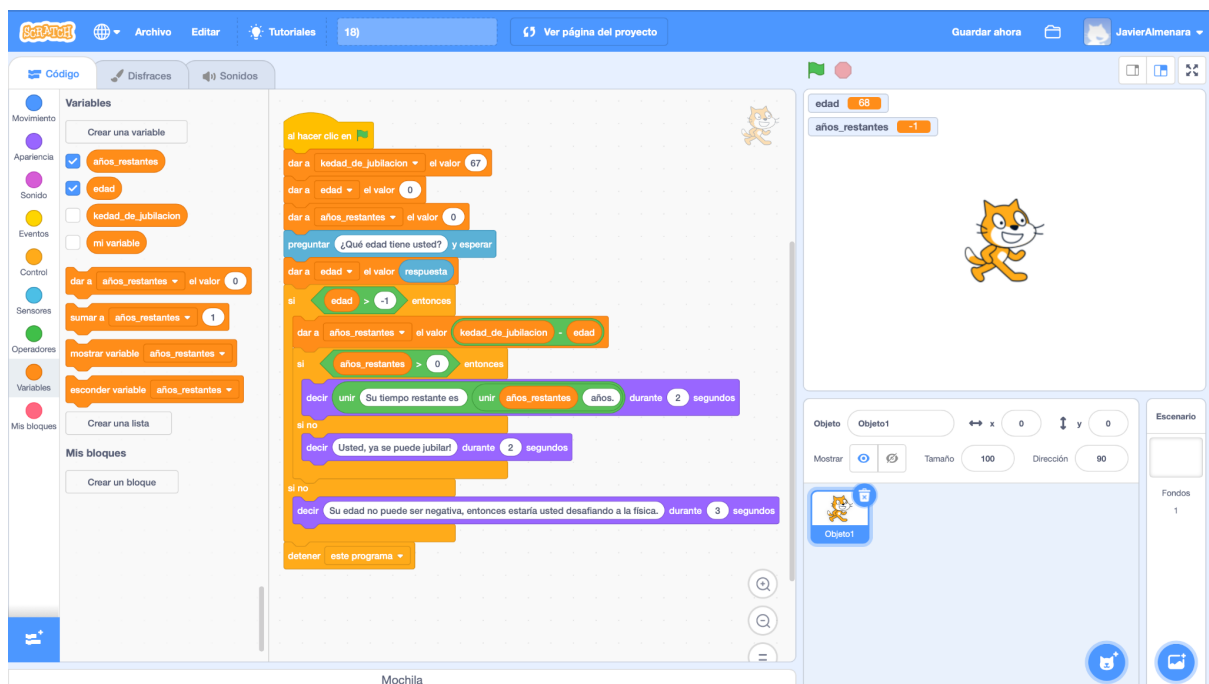 SCRATCH
Archivo
Editar
Tutoriales
18)
Ver página del proyecto
Guardar ahora
JavierAlmenara
Código
Disfraces
Sonidos
Movimiento
Apariencia
Sonido
Eventos
Control
Sensores
Operadores
Variables
Mis bloques
Variables
Crear una variable
años_restantes
edad
kedad_de_jubilacion
mi variable
dar a años_restantes el valor 0
sumar a años_restantes 1
mostrar variable años_restantes
esconder variable años_restantes
Crear una lista
Mis bloques
Crear un bloque
al hacer clic en
dar a kedad_de_jubilacion el valor 67
dar a edad el valor 0
dar a años_restantes el valor 0
preguntar ¿Qué edad tiene usted? y esperar
dar a edad el valor respuesta
si edad > -1 entonces
dar a años_restantes el valor kedad_de_jubilacion - edad
si años_restantes > 0 entonces
decir unir Su tiempo restante es unir años_restantes años. durante 2 segundos
si no
decir Usted, ya se puede jubilar! durante 2 segundos
si no
decir Su edad no puede ser negativa, entonces estaría usted desafiando a la física. durante 3 segundos
detener este programa
edad 68
años_restantes -1
Objeto Objeto1 x 0 y 0
Mostrar Tamaño 100 Dirección 90
Objeto1
Escenario
Fondos
1
Mochila